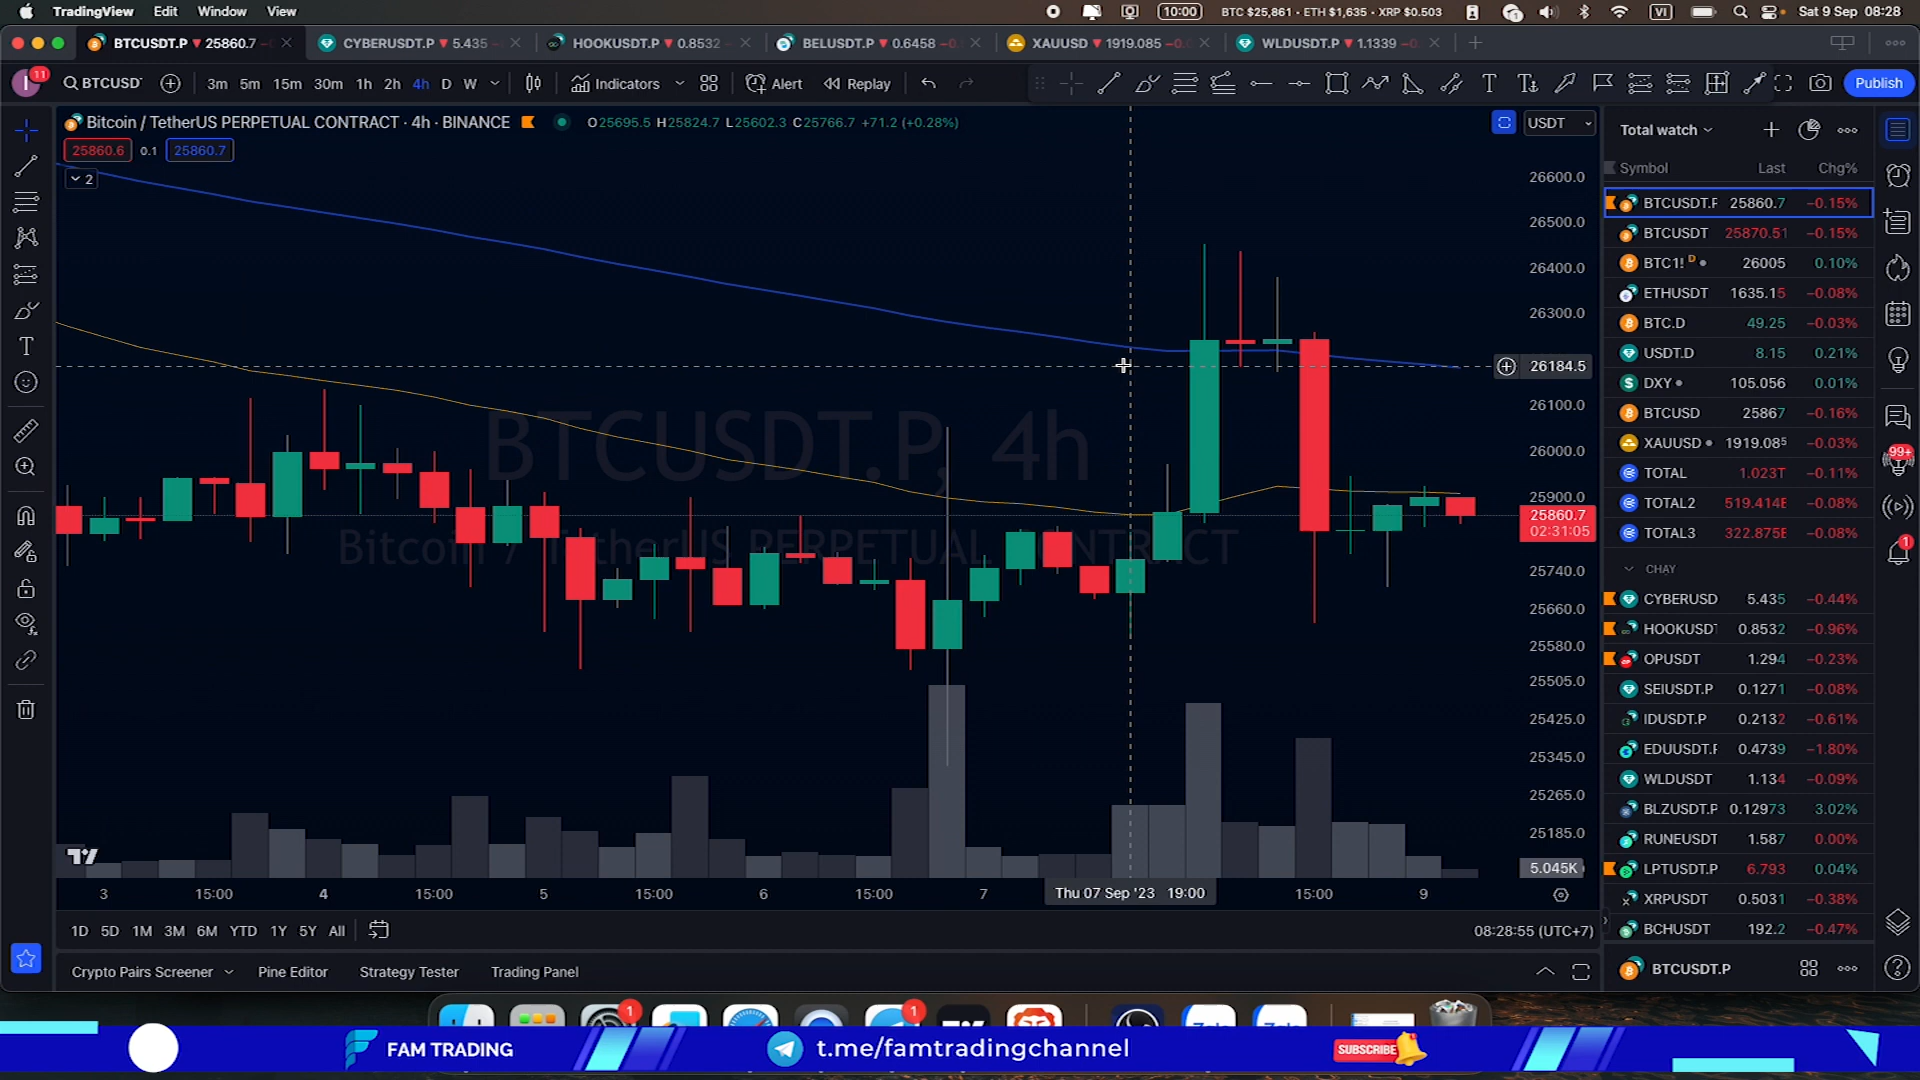 TradingView Edit Window View 10:00 BTC $25,861 · ETH $1,635 · XRP $0.503 1 VI Sat 9 Sep 08:28
BTCUSDT.P ▼ 25860.7 CYBERUSDT.P ▼ 5.435 HOOKUSDT.P ▼ 0.8532 BELUSDT.P ▼ 0.6458 XAUUSD ▼ 1919.085 WLDUSDT.P ▼ 1.1339
I 11 BTCUSD 3m 5m 15m 30m 1h 2h 4h D W Indicators Alert Replay Publish
Bitcoin / TetherUS PERPETUAL CONTRACT · 4h · BINANCE O25695.5 H25824.7 L25602.3 C25766.7 +71.2 (+0.28%) USDT
25860.6 0.1 25860.7
2
BTCUSDT.P, 4h
Bitcoin / TetherUS PERPETUAL CONTRACT
26600.0
26500.0
26400.0
26300.0
26184.5
26100.0
26000.0
25900.0
25860.7
02:31:05
25740.0
25660.0
25580.0
25505.0
25425.0
25345.0
25265.0
25185.0
5.045K
3 15:00 4 15:00 5 15:00 6 15:00 7 Thu 07 Sep '23 19:00 15:00 9
1D 5D 1M 3M 6M YTD 1Y 5Y All 08:28:55 (UTC+7)
Crypto Pairs Screener Pine Editor Strategy Tester Trading Panel
Total watch
Symbol Last Chg%
BTCUSDT.P 25860.7 −0.15%
BTCUSDT 25870.51 −0.15%
BTC1! D 26005 0.10%
ETHUSDT 1635.15 −0.08%
BTC.D 49.25 −0.03%
USDT.D 8.15 0.21%
DXY 105.056 0.01%
BTCUSD 25867 −0.16%
XAUUSD 1919.085 −0.03%
TOTAL 1.023T −0.11%
TOTAL2 519.414B −0.08%
TOTAL3 322.875B −0.08%
CHAY
CYBERUSD 5.435 −0.44%
HOOKUSDT 0.8532 −0.96%
OPUSDT 1.294 −0.23%
SEIUSDT.P 0.1271 −0.08%
IDUSDT.P 0.2132 −0.61%
EDUUSDT.P 0.4739 −1.80%
WLDUSDT 1.134 −0.09%
BLZUSDT.P 0.12973 3.02%
RUNEUSDT 1.587 0.00%
LPTUSDT.P 6.793 0.04%
XRPUSDT 0.5031 −0.38%
BCHUSDT 192.2 −0.47%
BTCUSDT.P
99+
1
1 1
FAM TRADING t.me/famtradingchannel SUBSCRIBE